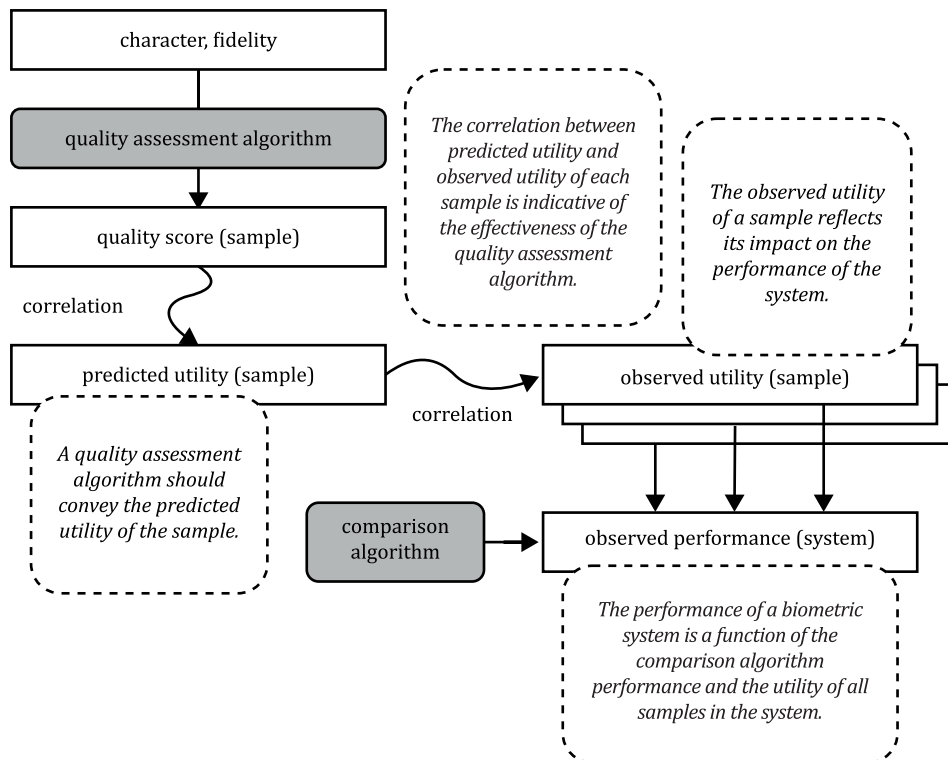 character, fidelity
quality assessment algorithm
quality score (sample)
correlation
predicted utility (sample)
A quality assessment
algorithm should
convey the predicted
utility of the sample.
The correlation between
predicted utility and
observed utility of each
sample is indicative of
the effectiveness of the
quality assessment
algorithm.
The observed utility
of a sample reflects
its impact on the
performance of the
system.
correlation
observed utility (sample)
comparison
algorithm
observed performance (system)
The performance of a biometric
system is a function of the
comparison algorithm
performance and the utility of all
samples in the system.